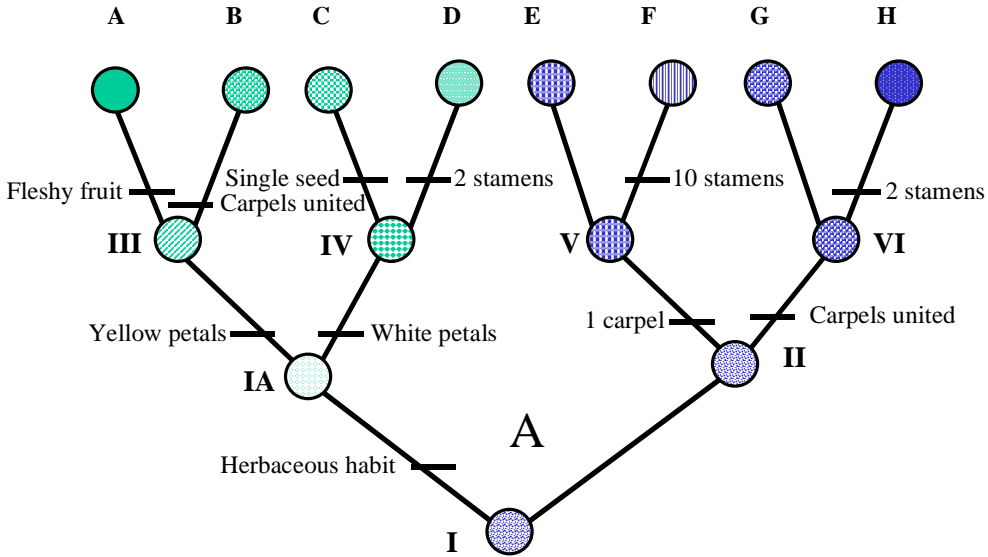 A B C D E F G H
Fleshy fruit
Single seed
2 stamens
10 stamens
2 stamens
Carpels united
III
IV
V
VI
Yellow petals
White petals
1 carpel
Carpels united
IA
II
A
Herbaceous habit
I